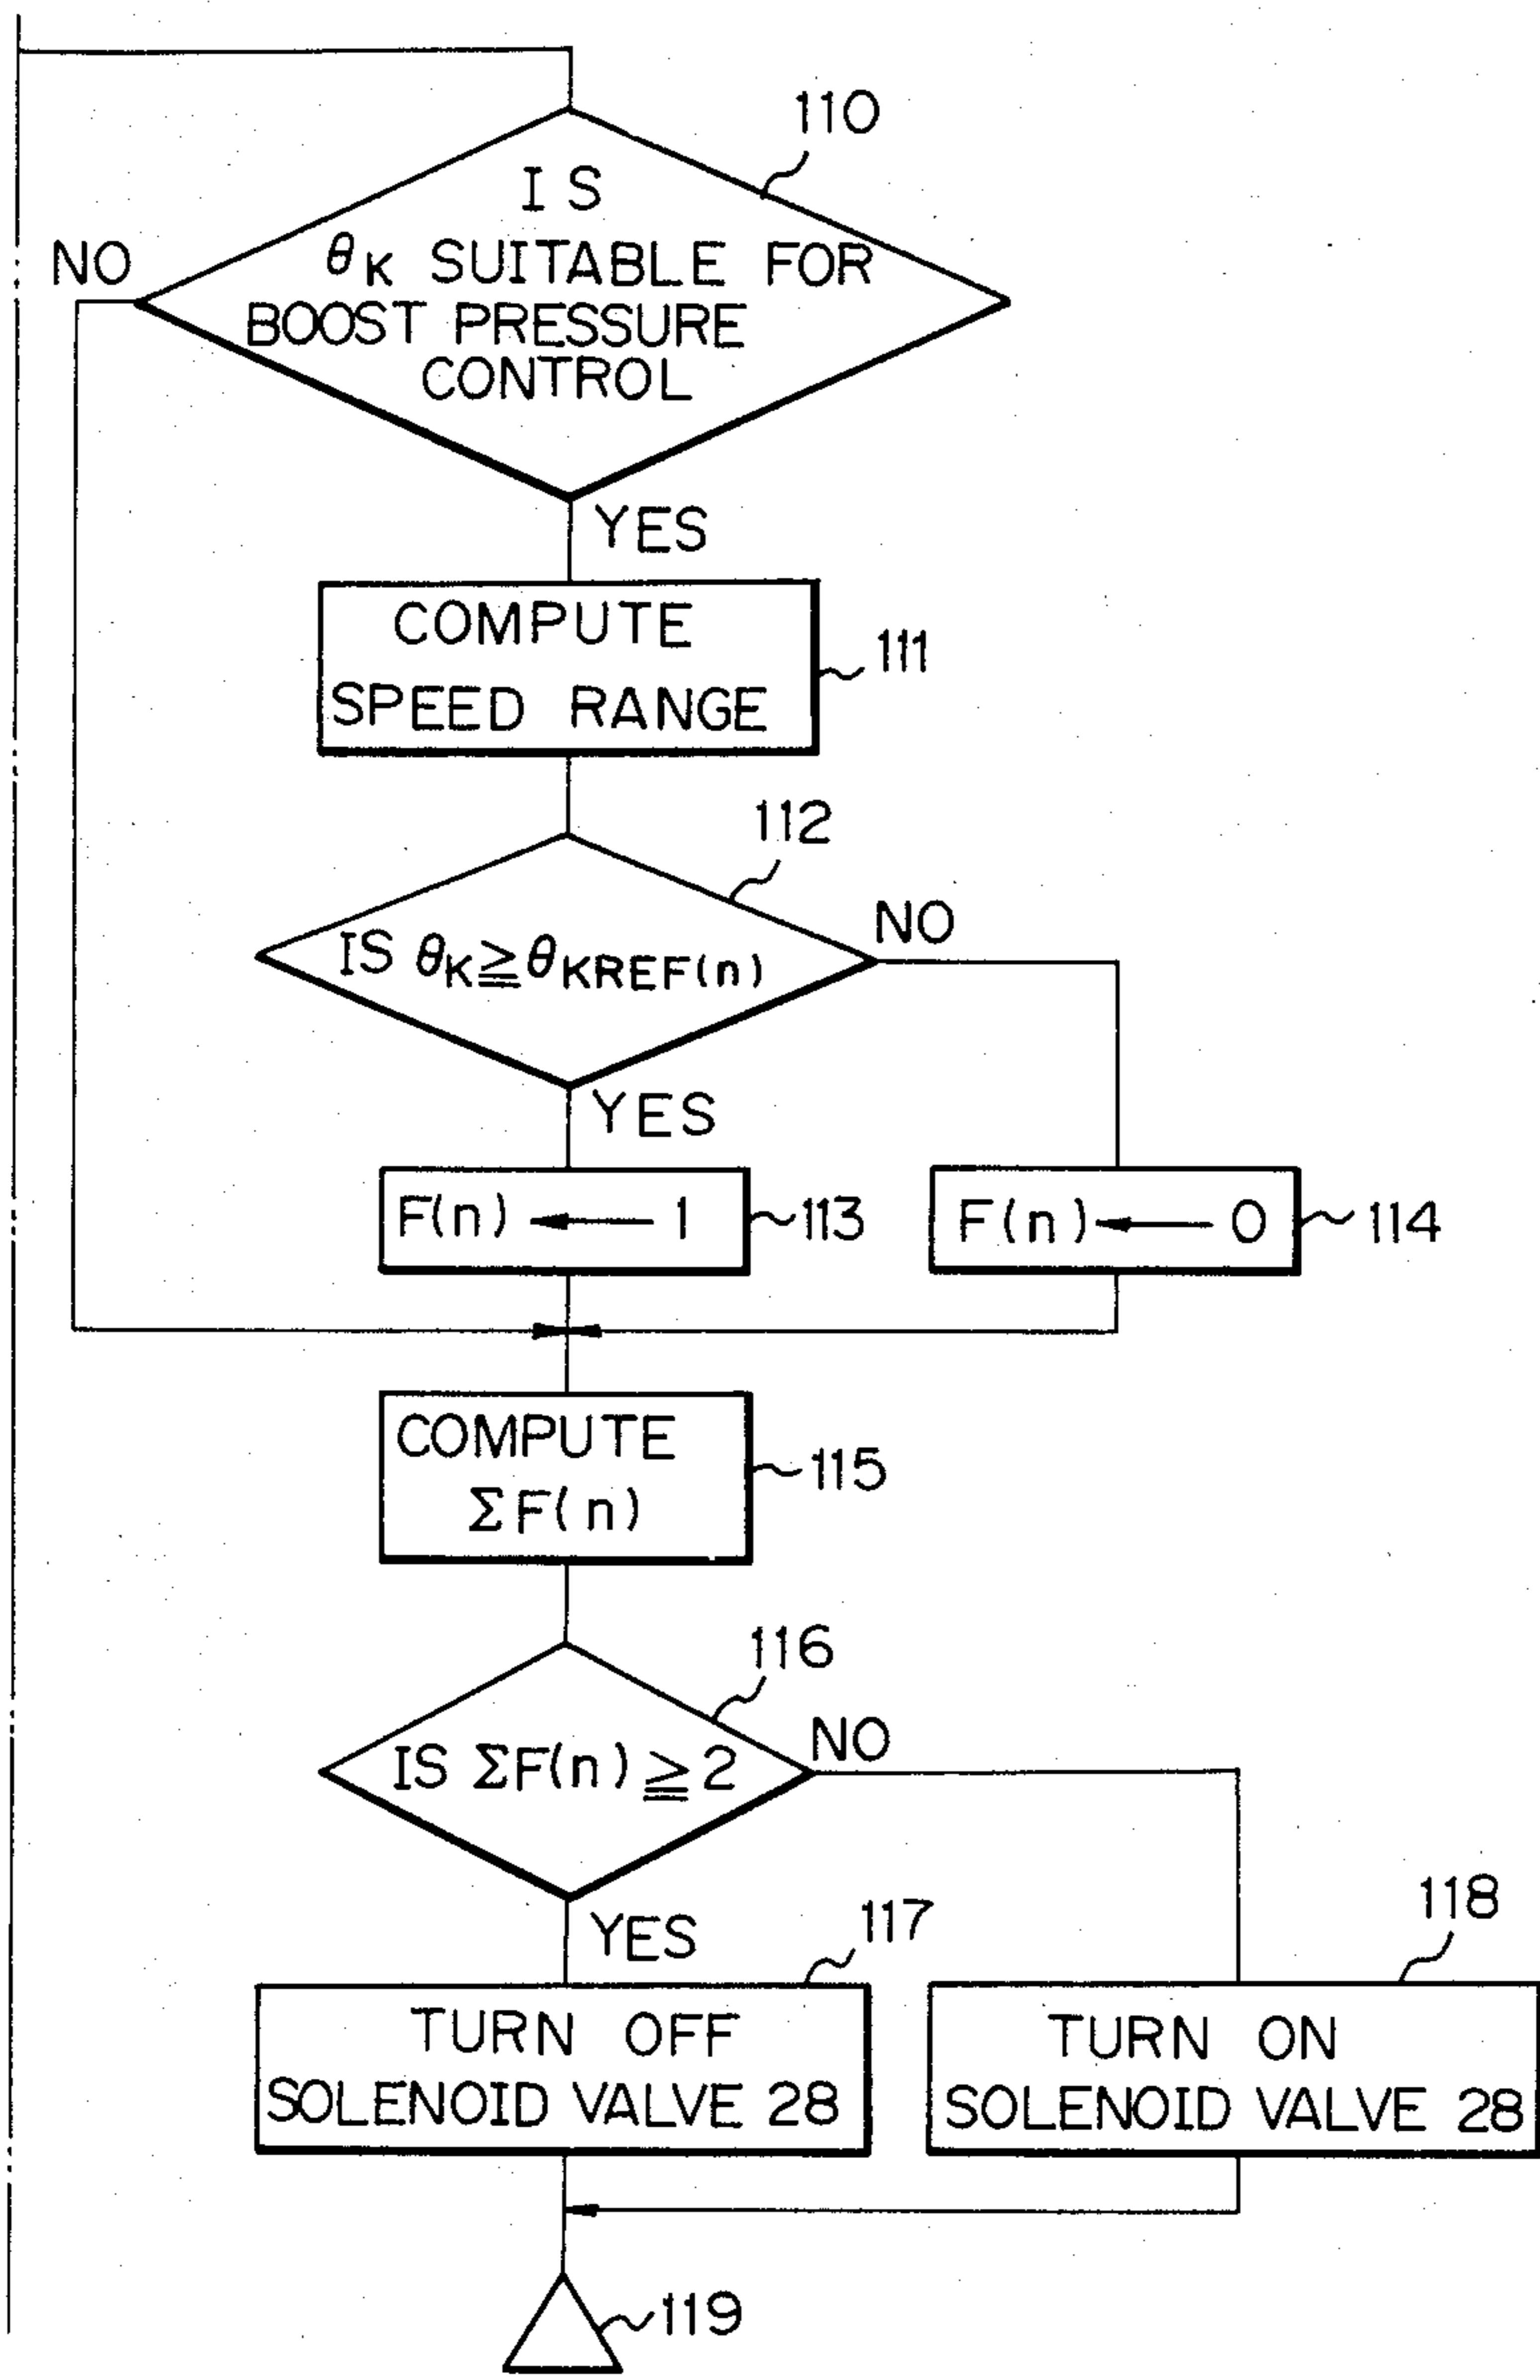 110
IS
θK SUITABLE FOR
BOOST PRESSURE
CONTROL
NO
YES
COMPUTE
SPEED RANGE
111
112
IS θK≧θKREF(n)
NO
YES
F(n) ← 1
113
F(n) ← 0
114
COMPUTE
ΣF(n)
115
116
IS ΣF(n)≧2
NO
YES
117
TURN OFF
SOLENOID VALVE 28
118
TURN ON
SOLENOID VALVE 28
119